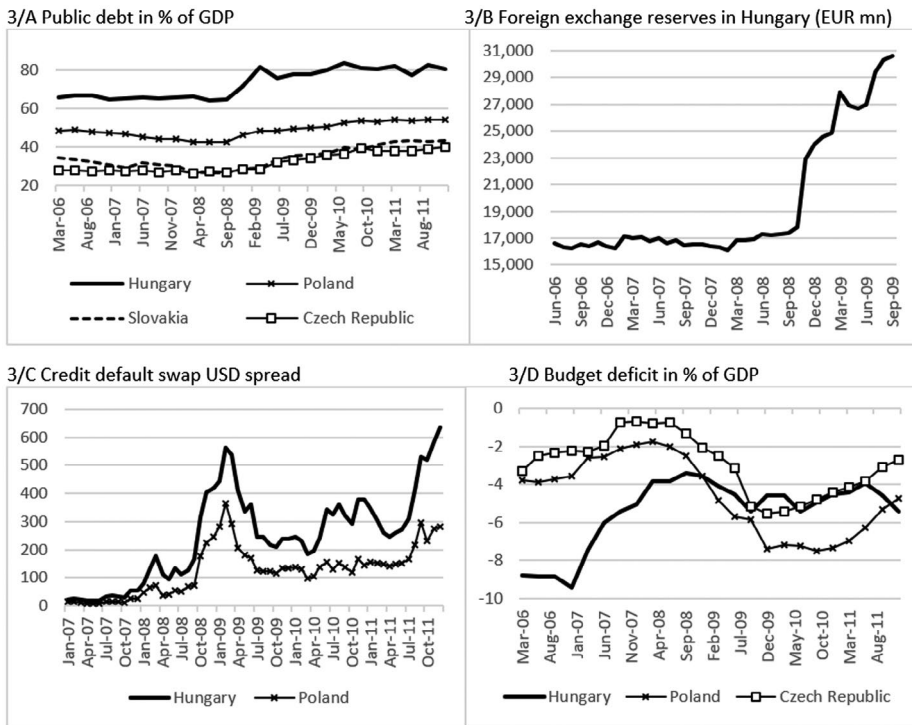 3/A Public debt in % of GDP
80
60
40
20
Mar-06
Aug-06
Jan-07
Jun-07
Nov-07
Apr-08
Sep-08
Feb-09
Jul-09
Dec-09
May-10
Oct-10
Mar-11
Aug-11
Hungary
Poland
Slovakia
Czech Republic
3/B Foreign exchange reserves in Hungary (EUR mn)
31,000
29,000
27,000
25,000
23,000
21,000
19,000
17,000
15,000
Jun-06
Sep-06
Dec-06
Mar-07
Jun-07
Sep-07
Dec-07
Mar-08
Jun-08
Sep-08
Dec-08
Mar-09
Jun-09
Sep-09
3/C Credit default swap USD spread
700
600
500
400
300
200
100
0
Jan-07
Apr-07
Jul-07
Oct-07
Jan-08
Apr-08
Jul-08
Oct-08
Jan-09
Apr-09
Jul-09
Oct-09
Jan-10
Apr-10
Jul-10
Oct-10
Jan-11
Apr-11
Jul-11
Oct-11
Hungary
Poland
3/D Budget deficit in % of GDP
0
-2
-4
-6
-8
-10
Mar-06
Aug-06
Jan-07
Jun-07
Nov-07
Apr-08
Sep-08
Feb-09
Jul-09
Dec-09
May-10
Oct-10
Mar-11
Aug-11
Hungary
Poland
Czech Republic